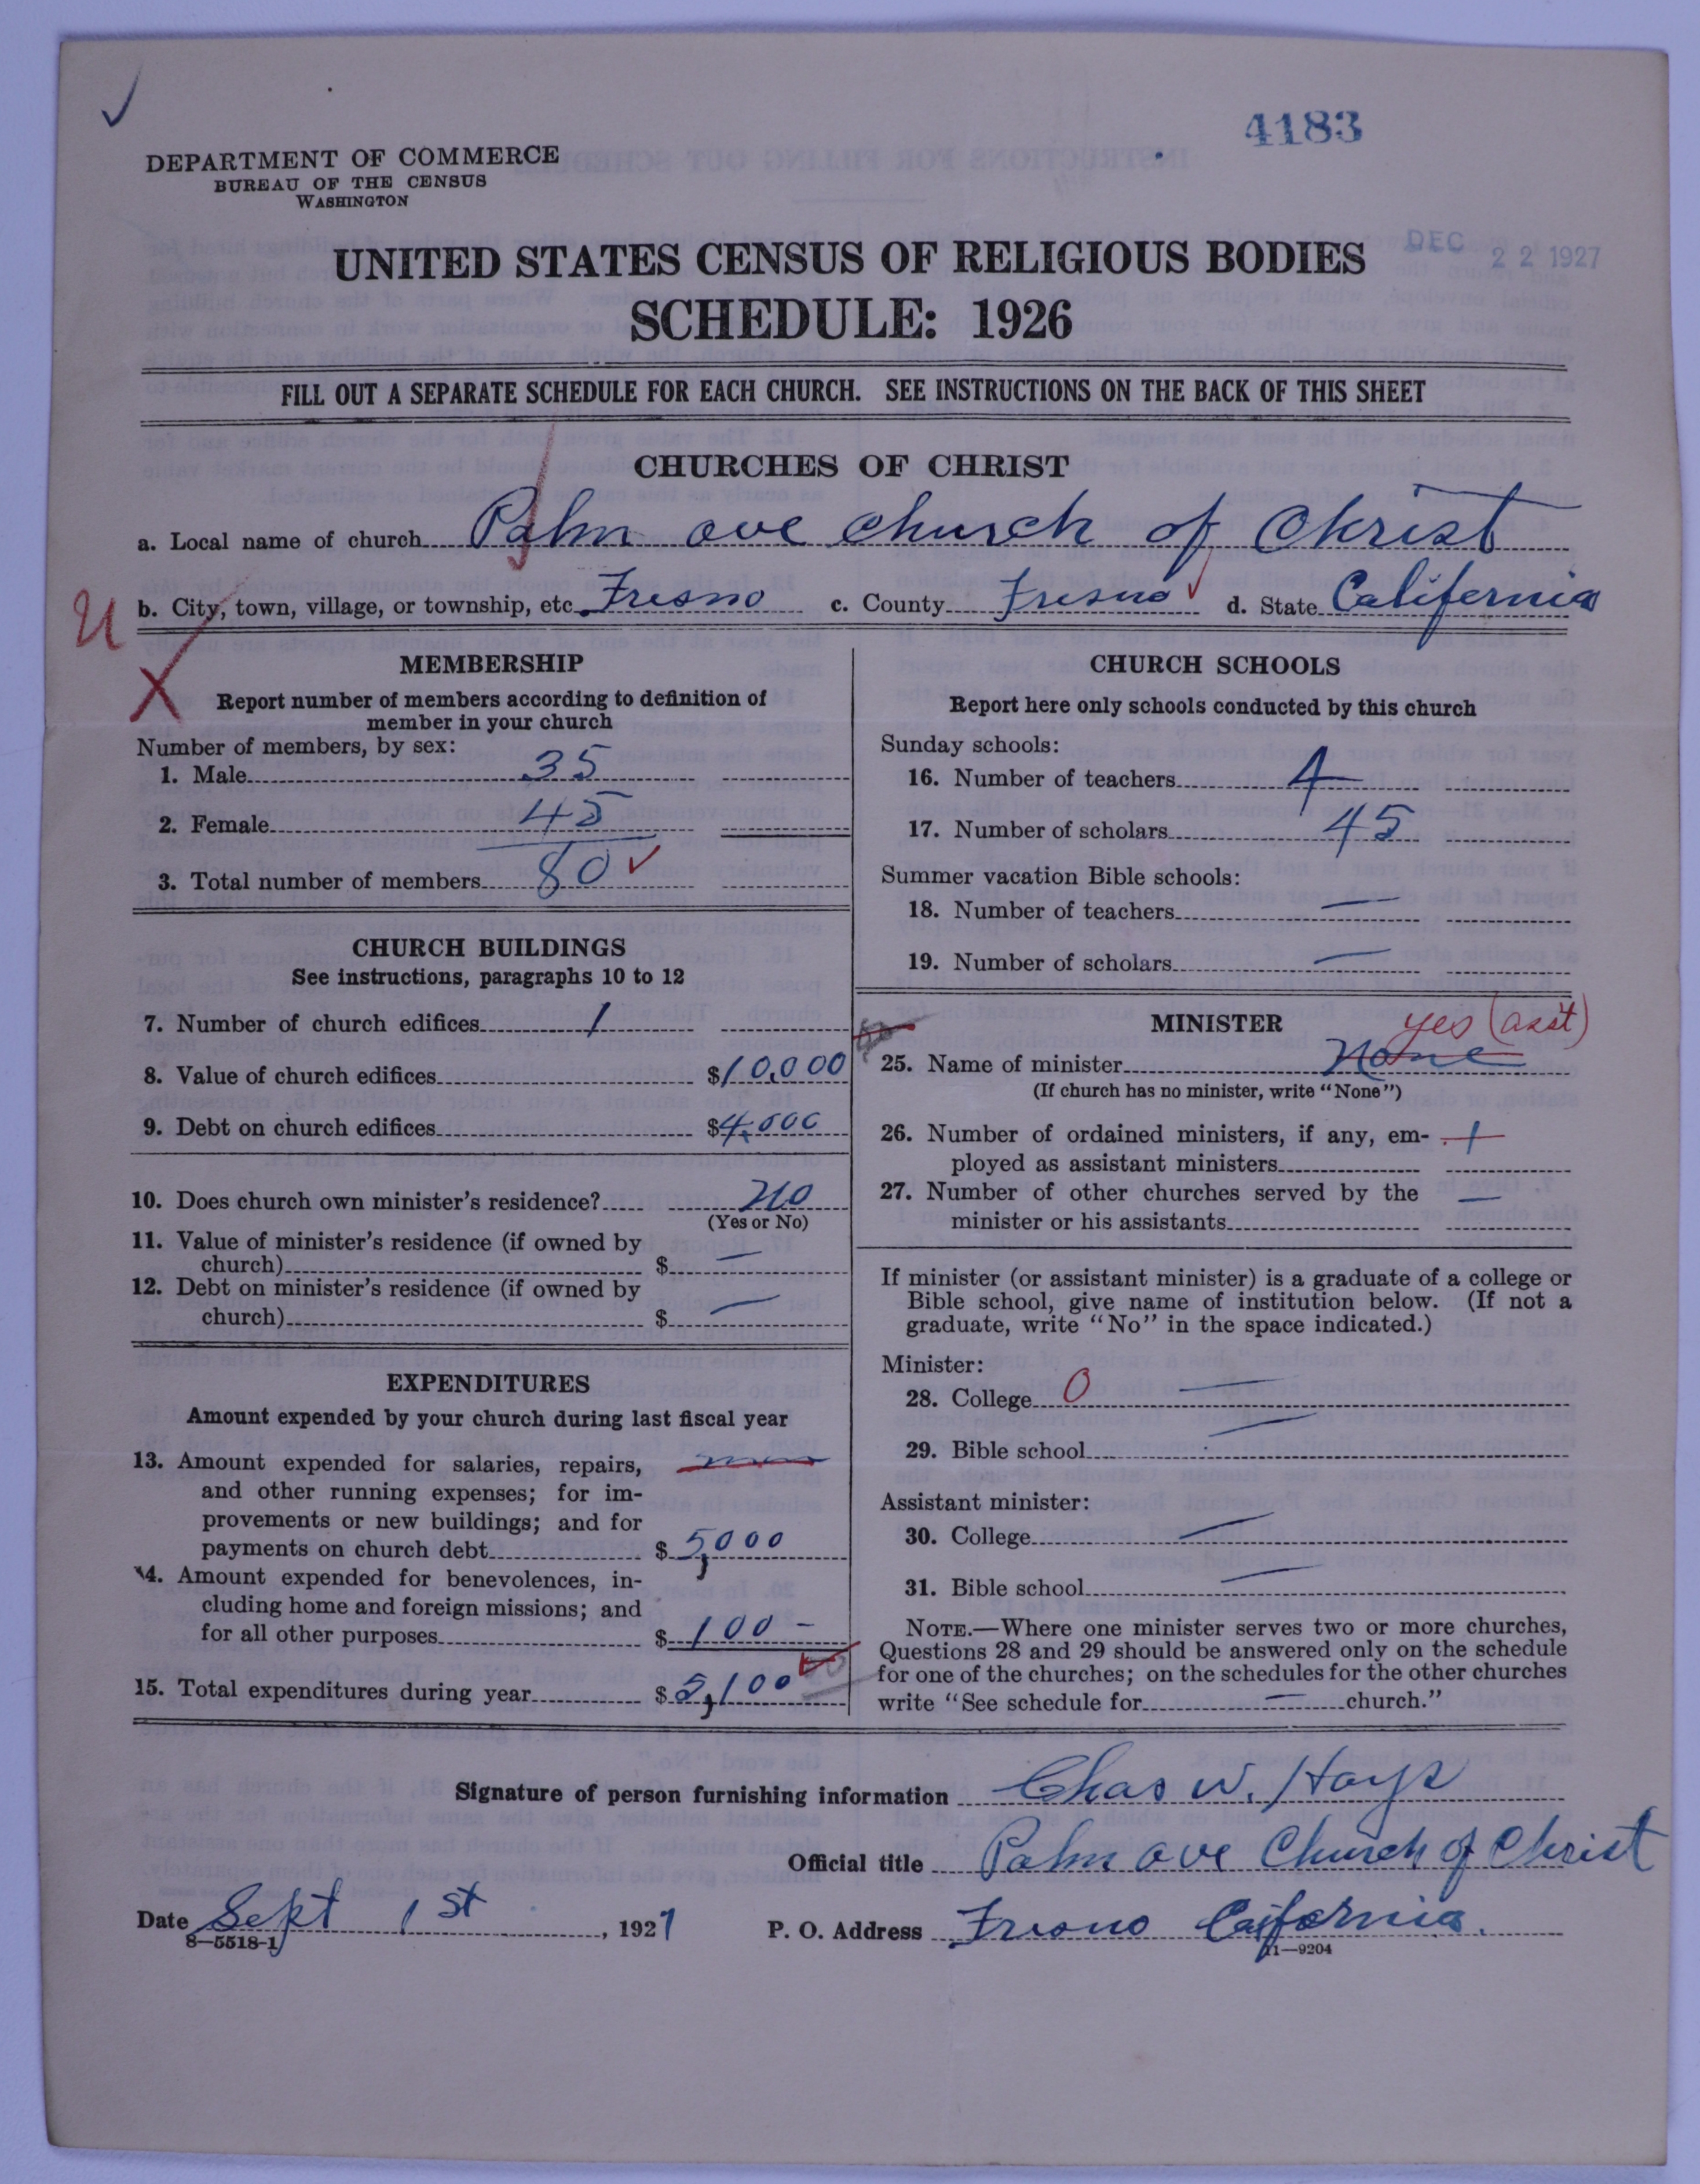 4183
DEPARTMENT OF COMMERCE
BUREAU OF THE CENSUS
WASHINGTON
DEC 22 1927
UNITED STATES CENSUS OF RELIGIOUS BODIES
SCHEDULE: 1926
FILL OUT A SEPARATE SCHEDULE FOR EACH CHURCH. SEE INSTRUCTIONS ON THE BACK OF THIS SHEET
CHURCHES OF CHRIST
a. Local name of church Palm ave church of Christ
U b. City, town, village, or township, etc. Fresno c. County Fresno d. State California
X
MEMBERSHIP
Report number of members according to definition of
member in your church
Number of members, by sex:
1. Male 35
2. Female 45
3. Total number of members 80
CHURCH BUILDINGS
See instructions, paragraphs 10 to 12
7. Number of church edifices 1
8. Value of church edifices $10,000
9. Debt on church edifices $4,000
10. Does church own minister's residence? No
(Yes or No)
11. Value of minister's residence (if owned by
church) $ —
12. Debt on minister's residence (if owned by
church) $ —
EXPENDITURES
Amount expended by your church during last fiscal year
13. Amount expended for salaries, repairs,
and other running expenses; for im-
provements or new buildings; and for
payments on church debt $ 5,000
14. Amount expended for benevolences, in-
cluding home and foreign missions; and
for all other purposes $ 100 –
15. Total expenditures during year $ 5,100
CHURCH SCHOOLS
Report here only schools conducted by this church
Sunday schools:
16. Number of teachers 4
17. Number of scholars 45
Summer vacation Bible schools:
18. Number of teachers —
19. Number of scholars —
MINISTER yes (asst)
25. Name of minister None
(If church has no minister, write "None")
26. Number of ordained ministers, if any, em- 1
ployed as assistant ministers
27. Number of other churches served by the —
minister or his assistants
If minister (or assistant minister) is a graduate of a college or
Bible school, give name of institution below. (If not a
graduate, write "No" in the space indicated.)
Minister:
28. College 0 —
29. Bible school —
Assistant minister:
30. College —
31. Bible school —
NOTE.—Where one minister serves two or more churches,
Questions 28 and 29 should be answered only on the schedule
for one of the churches; on the schedules for the other churches
write "See schedule for — church."
Signature of person furnishing information Chas W. Hays
Official title Palm ave Church of Christ
Date Sept 1st, 1927 P. O. Address Fresno California.
8—5518-1 11—9204